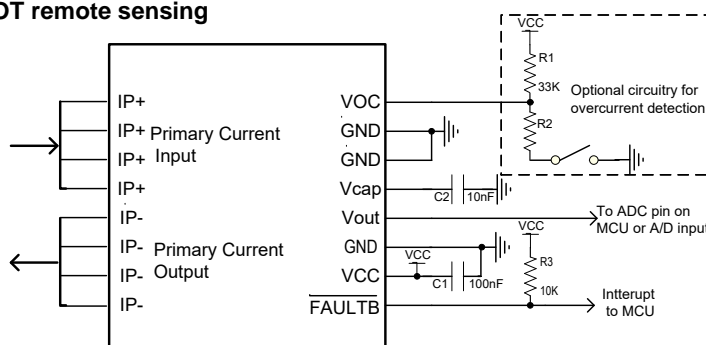 OT remote sensing
VCC
R1
33K
Optional circuitry for
overcurrent detection
R2
IP+
IP+
IP+
IP+
Primary Current
Input
IP-
IP-
IP-
IP-
Primary Current
Output
VOC
GND
GND
Vcap
Vout
GND
VCC
FAULTB
C2
10nF
To ADC pin on
MCU or A/D input
VCC
C1
100nF
VCC
R3
10K
Intterupt
to MCU